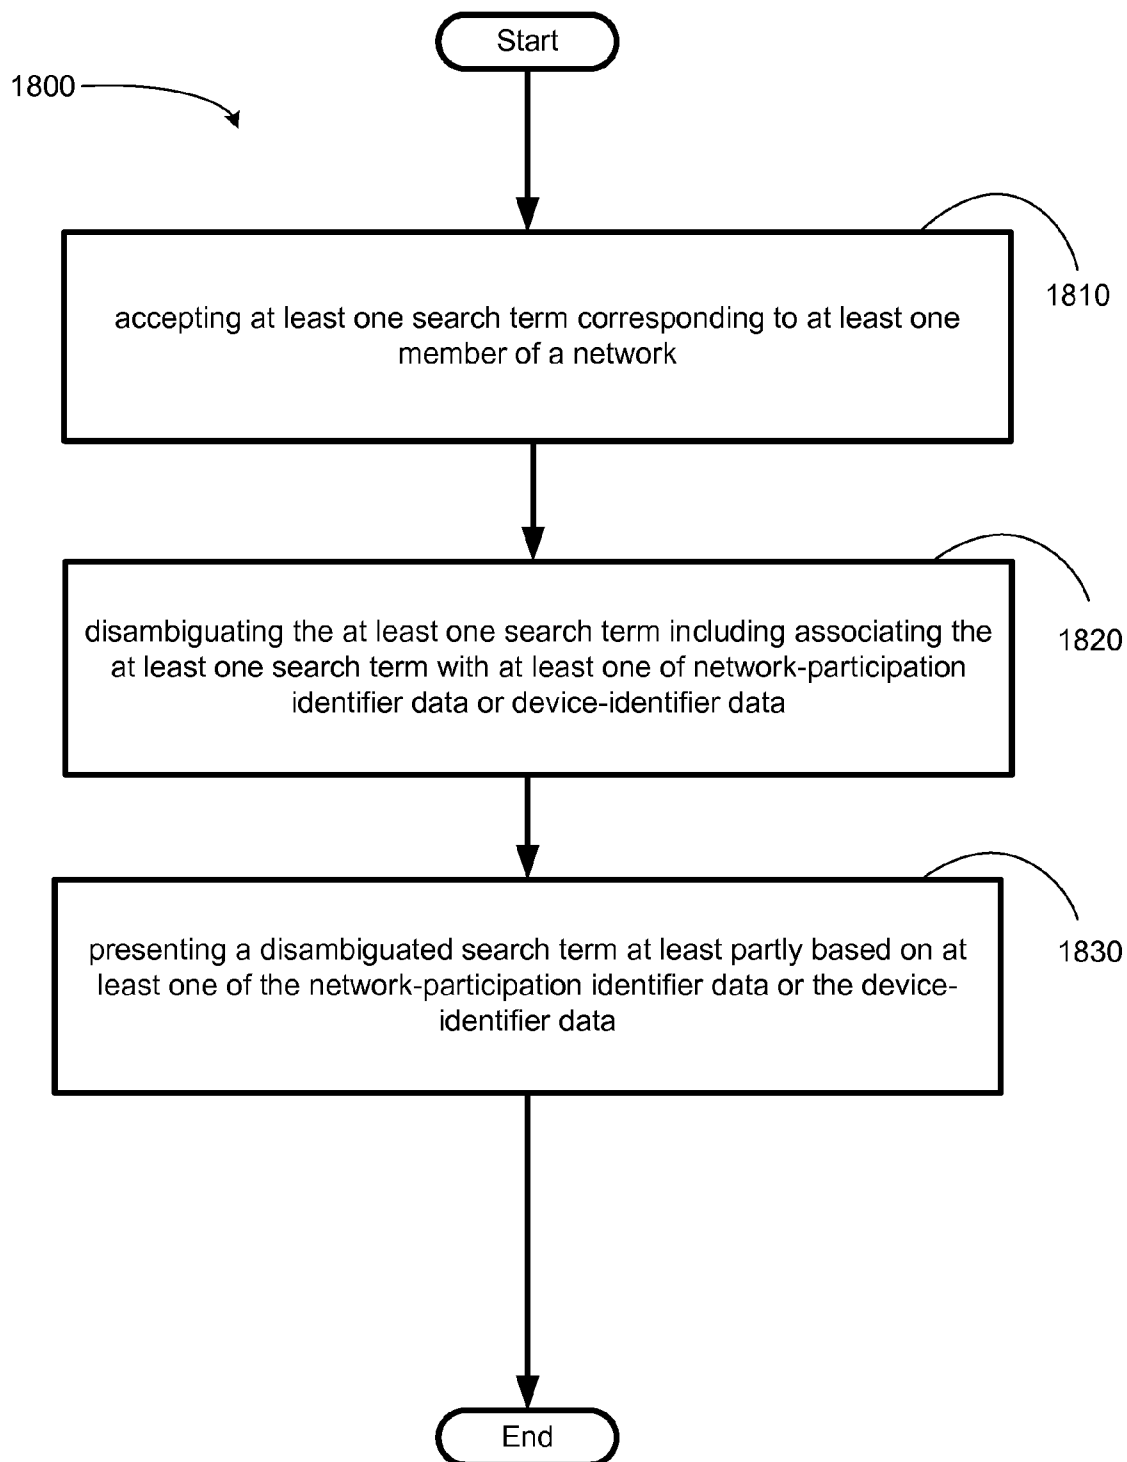 Start
1800
1810
accepting at least one search term corresponding to at least one
member of a network
1820
disambiguating the at least one search term including associating the
at least one search term with at least one of network-participation
identifier data or device-identifier data
1830
presenting a disambiguated search term at least partly based on at
least one of the network-participation identifier data or the device-
identifier data
End